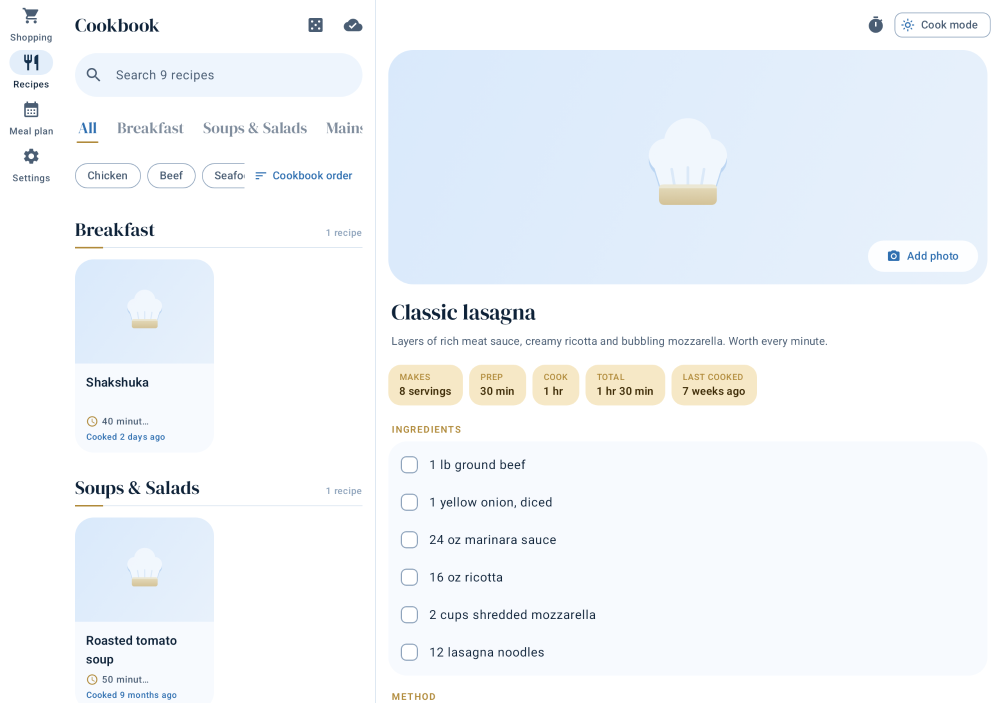 Shopping
Recipes
Meal plan
Settings
Cookbook
Search 9 recipes
All Breakfast Soups & Salads Mains
Chicken Beef Seafo Cookbook order
Breakfast 1 recipe
Shakshuka
40 minut…
Cooked 2 days ago
Soups & Salads 1 recipe
Roasted tomato
soup
50 minut…
Cooked 9 months ago
Cook mode
Add photo
Classic lasagna
Layers of rich meat sauce, creamy ricotta and bubbling mozzarella. Worth every minute.
MAKES PREP COOK TOTAL LAST COOKED
8 servings 30 min 1 hr 1 hr 30 min 7 weeks ago
INGREDIENTS
1 lb ground beef
1 yellow onion, diced
24 oz marinara sauce
16 oz ricotta
2 cups shredded mozzarella
12 lasagna noodles
METHOD